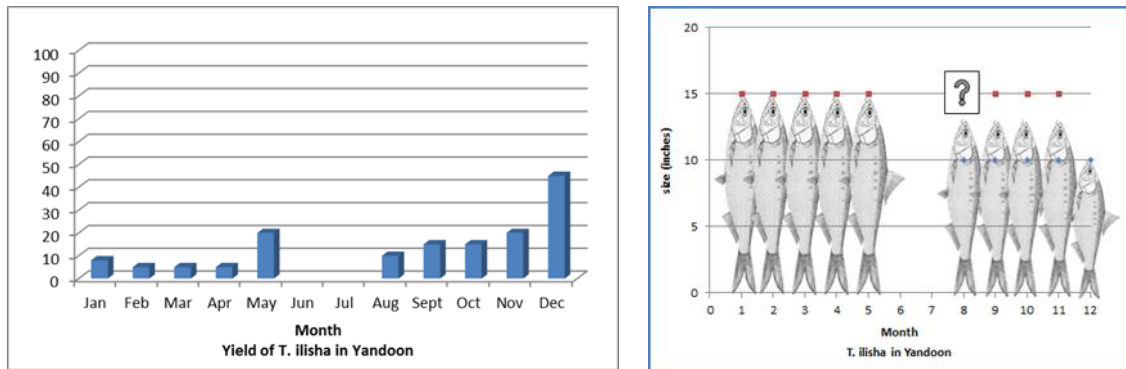 100
90
80
70
60
50
40
30
20
10
0
Jan Feb Mar Apr May Jun Jul Aug Sept Oct Nov Dec
Month
Yield of T. ilisha in Yandoon
20
15
10
5
0
size (inches)
?
0 1 2 3 4 5 6 7 8 9 10 11 12
Month
T. ilisha in Yandoon